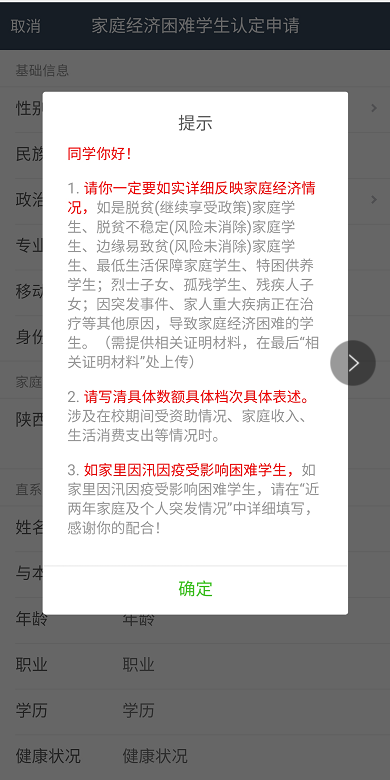 取消
家庭经济困难学生认定申请
基础信息
性别
提示
同学你好！
民族
1. 请你一定要如实详细反映家庭经济情
况，如是脱贫(继续享受政策)家庭学
政治
生、脱贫不稳定(风险未消除)家庭学
专业
生、边缘易致贫(风险未消除)家庭学
生、最低生活保障家庭学生、特困供养
移动
学生；烈士子女、孤残学生、残疾人子
女；因突发事件、家人重大疾病正在治
身份
疗等其他原因，导致家庭经济困难的学
生。（需提供相关证明材料，在最后“相
关证明材料”处上传）
家庭
2. 请写清具体数额具体档次具体表述。
陕西
涉及在校期间受资助情况、家庭收入、
生活消费支出等情况时。
3. 如家里因汛因疫受影响困难学生，如
直系
家里因汛因疫受影响困难学生，请在“近
两年家庭及个人突发情况”中详细填写，
姓名
感谢你的配合！
与本
确定
年龄
年龄
职业
职业
学历
学历
健康状况
健康状况